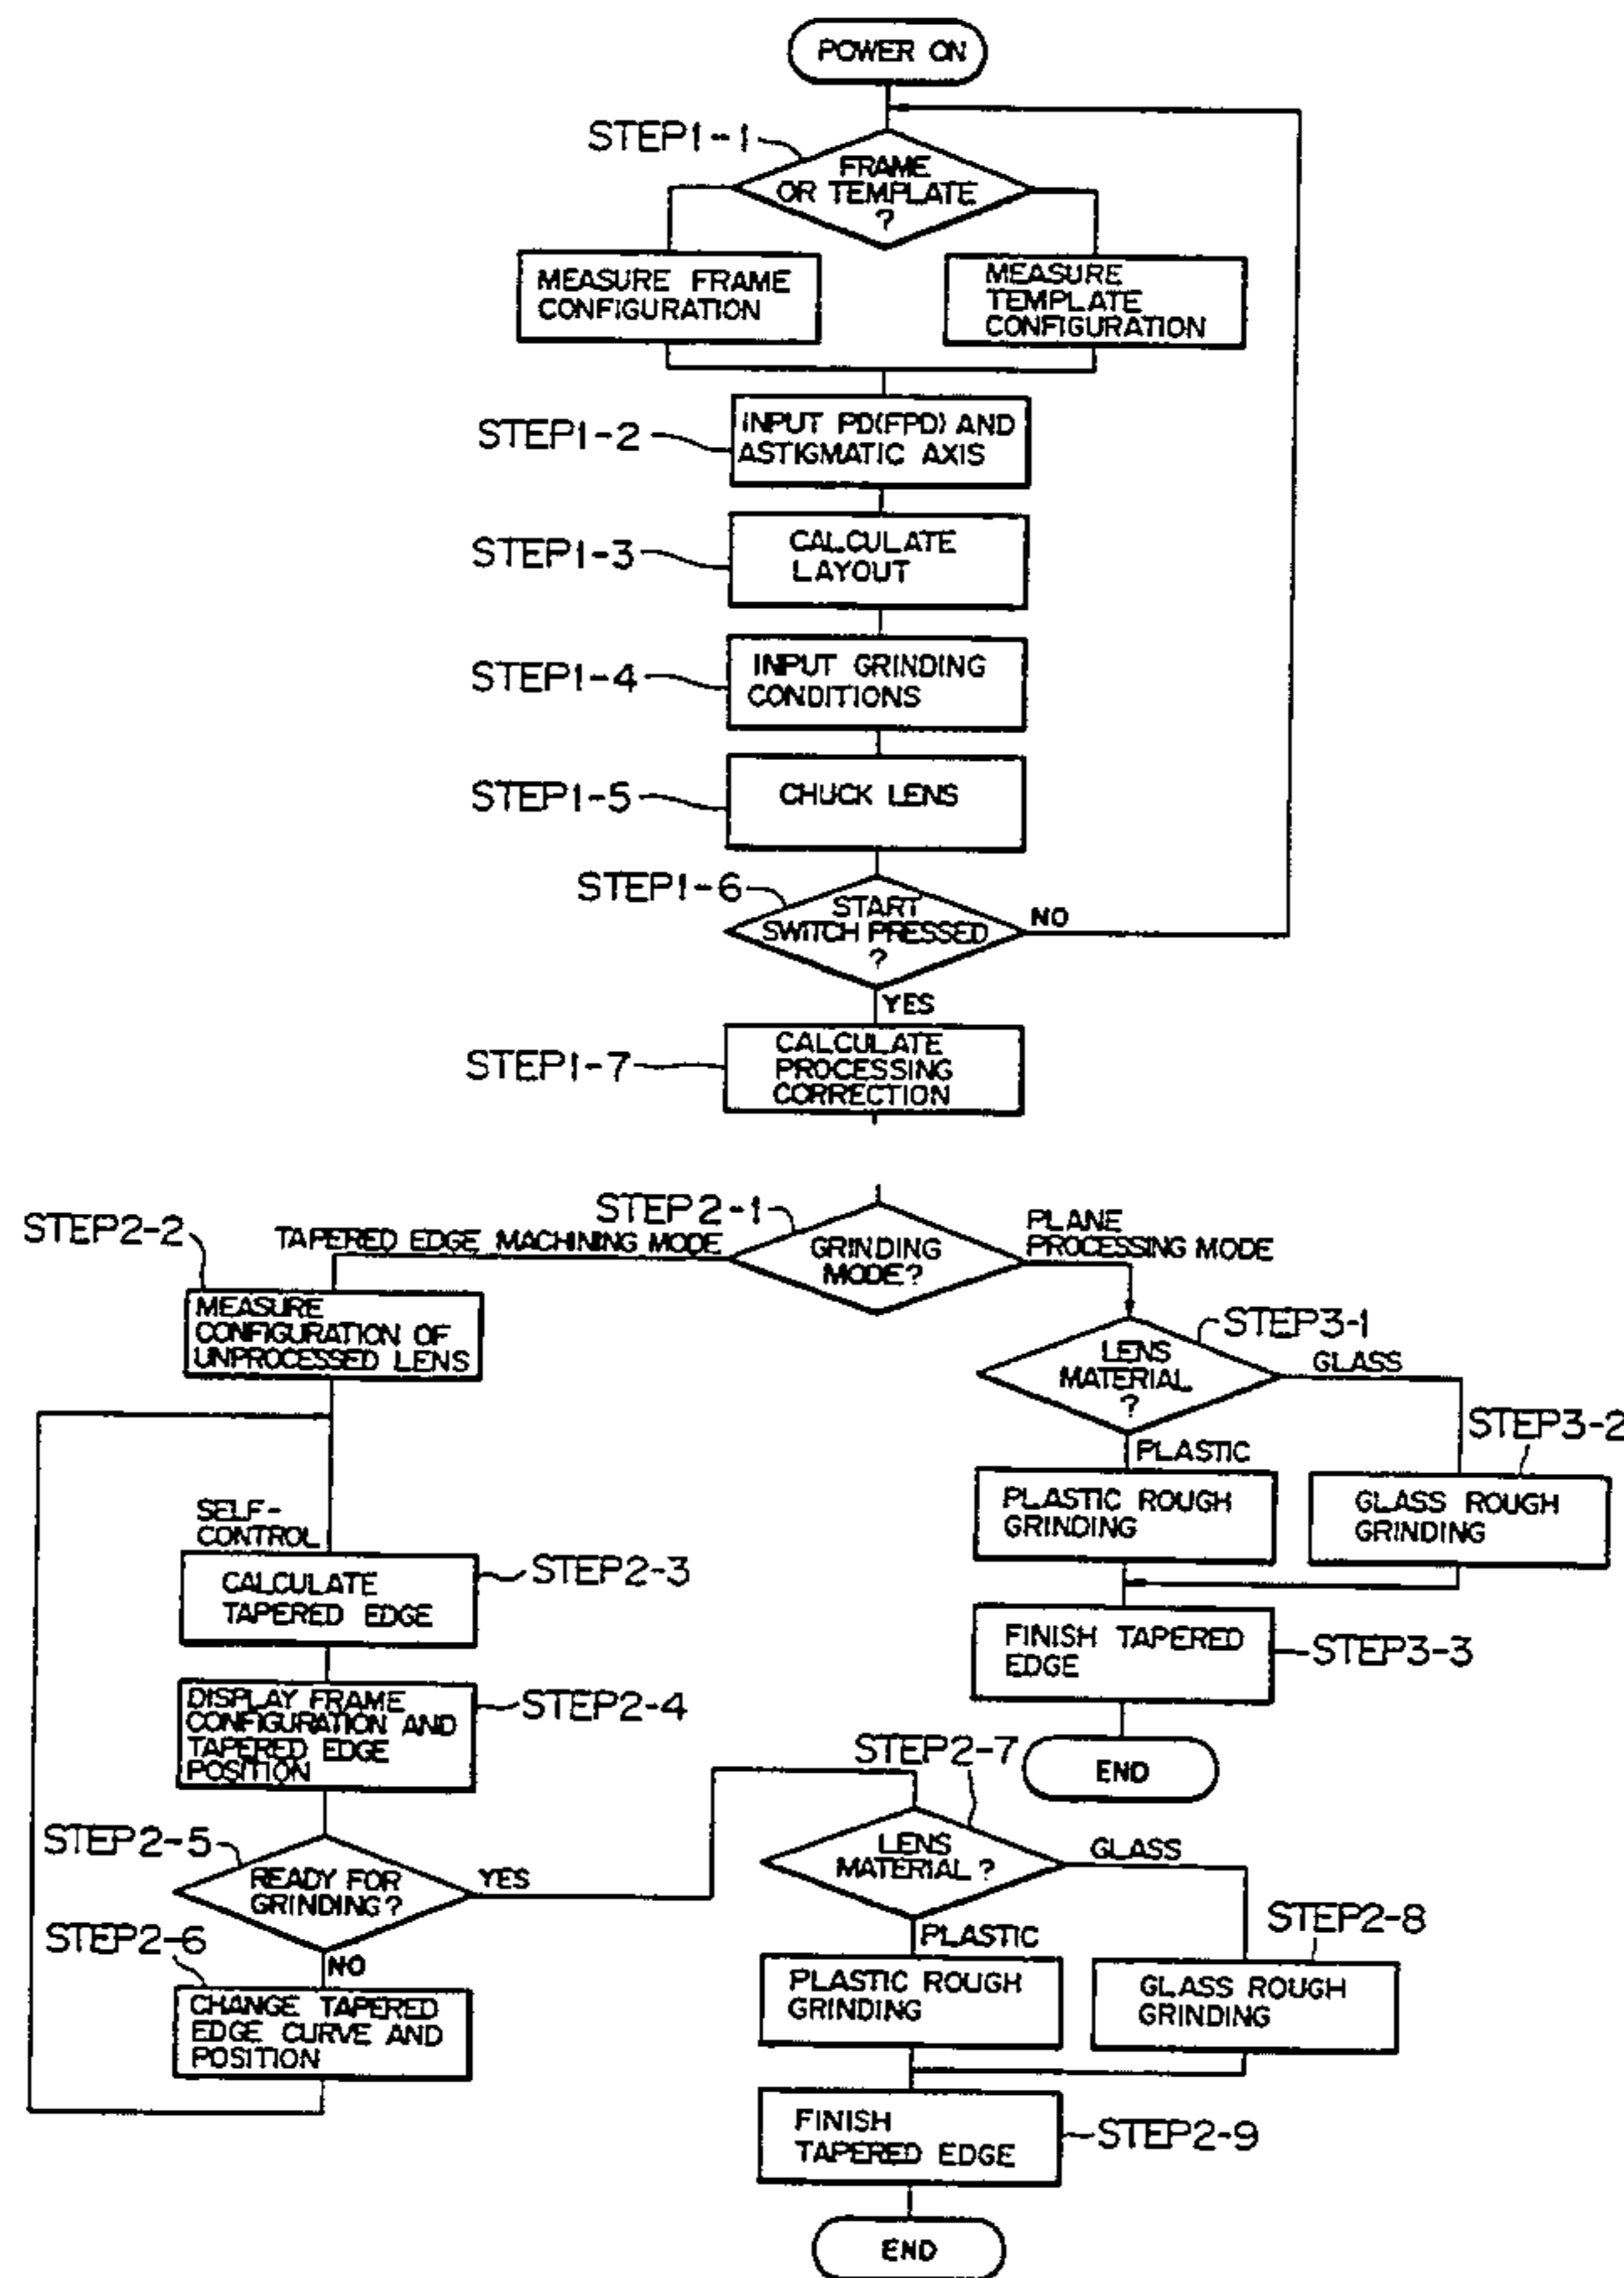 POWER ON
STEP1-1
FRAME
OR TEMPLATE
?
MEASURE FRAME
CONFIGURATION
MEASURE
TEMPLATE
CONFIGURATION
STEP1-2
INPUT PD(FPD) AND
ASTIGMATIC AXIS
STEP1-3
CALCULATE
LAYOUT
STEP1-4
INPUT GRINDING
CONDITIONS
STEP1-5
CHUCK LENS
STEP1-6
START
SWITCH PRESSED
?
NO
YES
STEP1-7
CALCULATE
PROCESSING
CORRECTION
STEP2-1
GRINDING
MODE?
TAPERED EDGE MACHINING MODE
PLANE
PROCESSING MODE
STEP2-2
MEASURE
CONFIGURATION OF
UNPROCESSED LENS
STEP3-1
LENS
MATERIAL
?
GLASS
PLASTIC
STEP3-2
PLASTIC ROUGH
GRINDING
GLASS ROUGH
GRINDING
SELF-
CONTROL
CALCULATE
TAPERED EDGE
STEP2-3
FINISH TAPERED
EDGE
STEP3-3
END
DISPLAY FRAME
CONFIGURATION AND
TAPERED EDGE
POSITION
STEP2-4
STEP2-5
READY FOR
GRINDING?
YES
NO
STEP2-6
CHANGE TAPERED
EDGE CURVE AND
POSITION
STEP2-7
LENS
MATERIAL?
GLASS
PLASTIC
STEP2-8
PLASTIC ROUGH
GRINDING
GLASS ROUGH
GRINDING
FINISH
TAPERED EDGE
STEP2-9
END